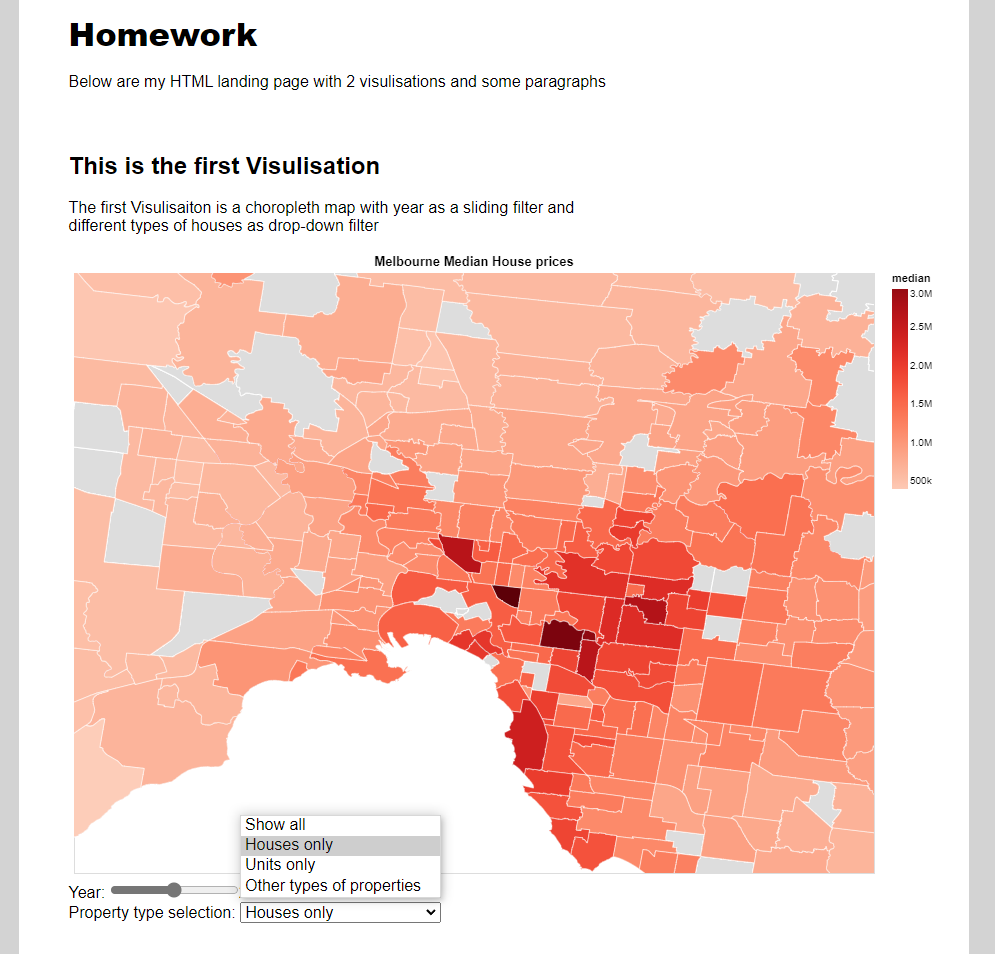 Homework
Below are my HTML landing page with 2 visulisations and some paragraphs
This is the first Visulisation
The first Visulisaiton is a choropleth map with year as a sliding filter and
different types of houses as drop-down filter
Melbourne Median House prices
median
3.0M
2.5M
2.0M
1.5M
1.0M
500k
Show all
Houses only
Units only
Other types of properties
Year:
Property type selection: Houses only